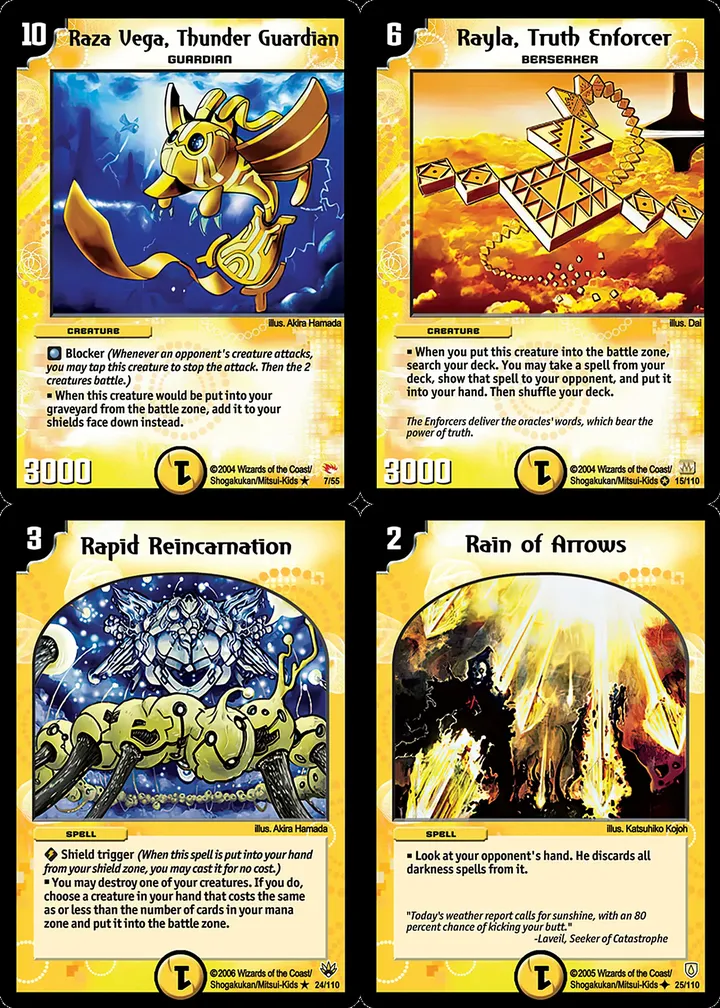 10 Raza Vega, Thunder Guardian
GUARDIAN
illus. Akira Hamada
CREATURE
Blocker (Whenever an opponent's creature attacks,
you may tap this creature to stop the attack. Then the 2
creatures battle.)
▪ When this creature would be put into your
graveyard from the battle zone, add it to your
shields face down instead.
3000
1
©2004 Wizards of the Coast/
Shogakukan/Mitsui-Kids ★ 7/55
6 Rayla, Truth Enforcer
BERSERKER
illus. Dai
CREATURE
▪ When you put this creature into the battle zone,
search your deck. You may take a spell from your
deck, show that spell to your opponent, and put it
into your hand. Then shuffle your deck.
The Enforcers deliver the oracles' words, which bear the
power of truth.
3000
1
©2004 Wizards of the Coast/
Shogakukan/Mitsui-Kids 15/110
3 Rapid Reincarnation
illus. Akira Hamada
SPELL
Shield trigger (When this spell is put into your hand
from your shield zone, you may cast it for no cost.)
▪ You may destroy one of your creatures. If you do,
choose a creature in your hand that costs the same
as or less than the number of cards in your mana
zone and put it into the battle zone.
1
©2006 Wizards of the Coast/
Shogakukan/Mitsui-Kids ★ 24/110
2 Rain of Arrows
illus. Katsuhiko Kojoh
SPELL
▪ Look at your opponent's hand. He discards all
darkness spells from it.
"Today's weather report calls for sunshine, with an 80
percent chance of kicking your butt."
-Laveil, Seeker of Catastrophe
1
©2005 Wizards of the Coast/
Shogakukan/Mitsui-Kids ✦ 25/110